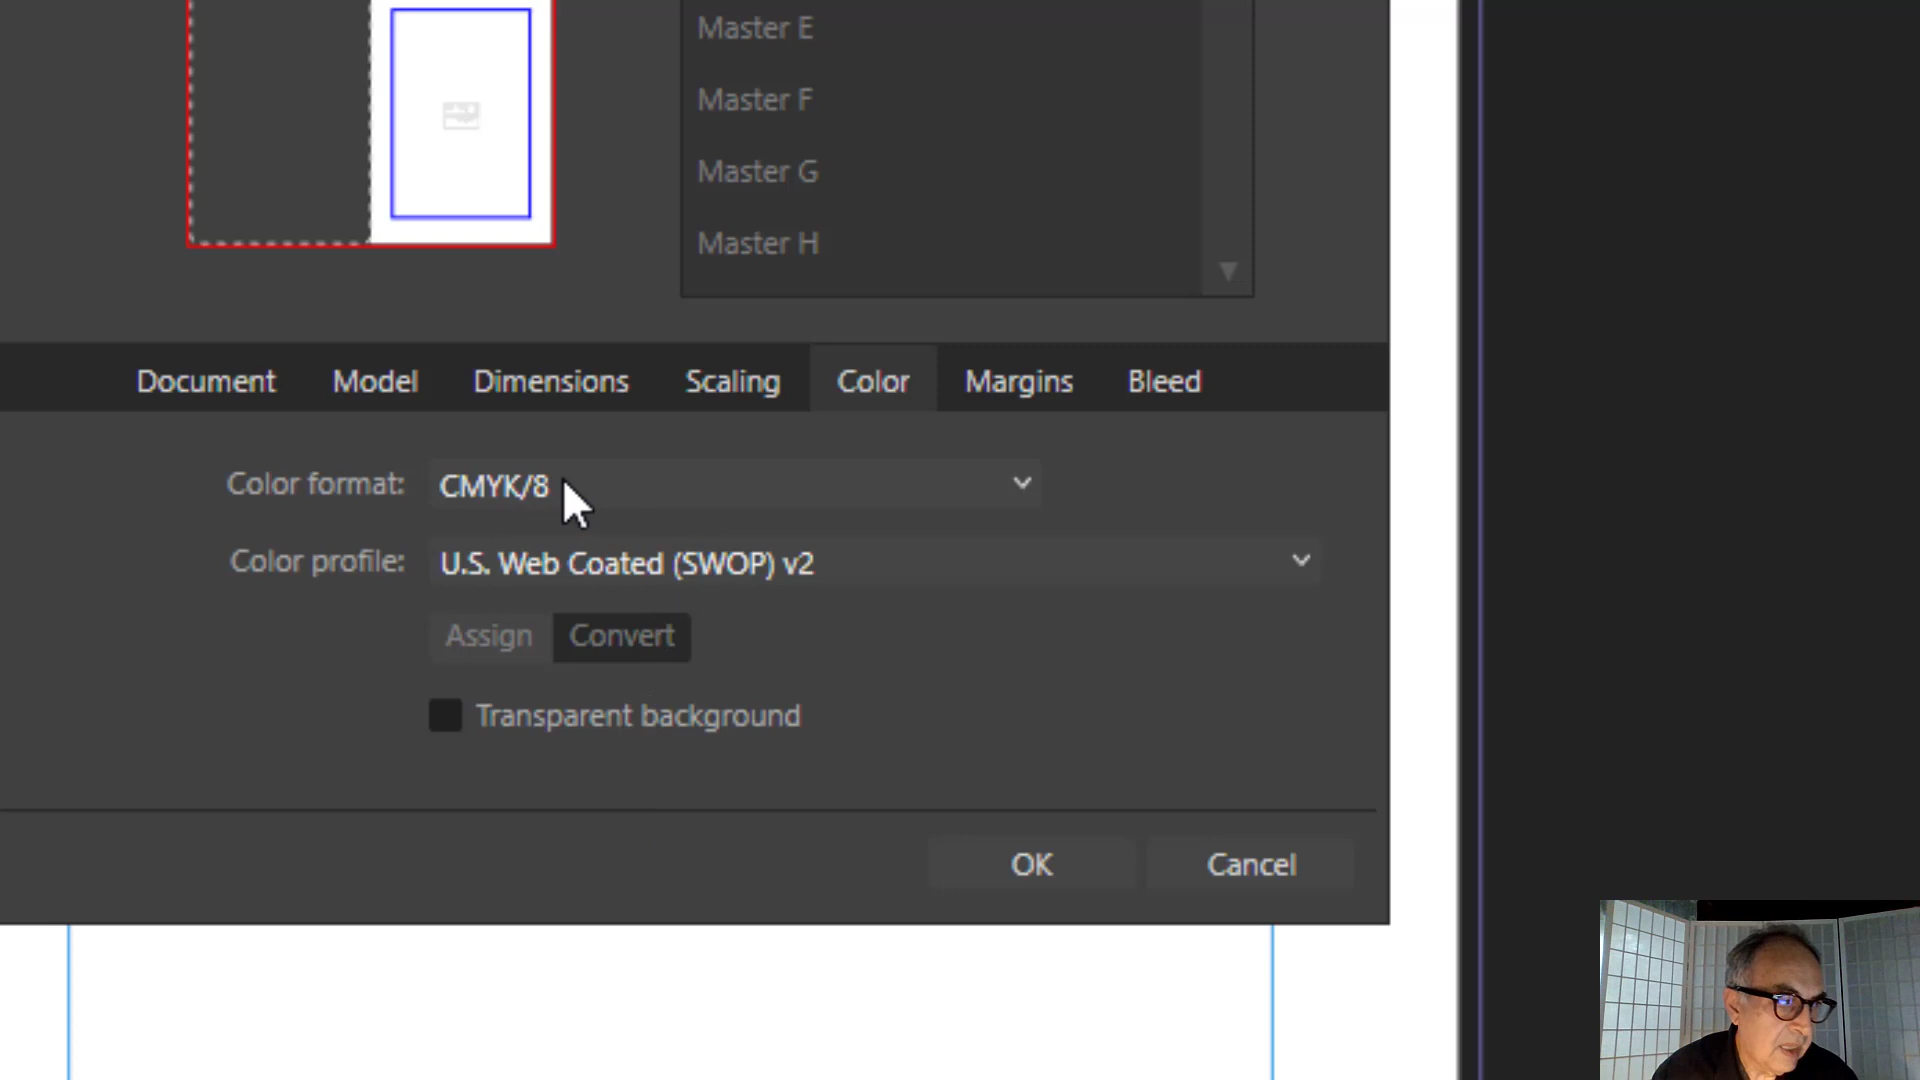 Master E
Master F
Master G
Master H
Document Model Dimensions Scaling Color Margins Bleed
Color format: CMYK/8
Color profile: U.S. Web Coated (SWOP) v2
Assign Convert
Transparent background
OK Cancel